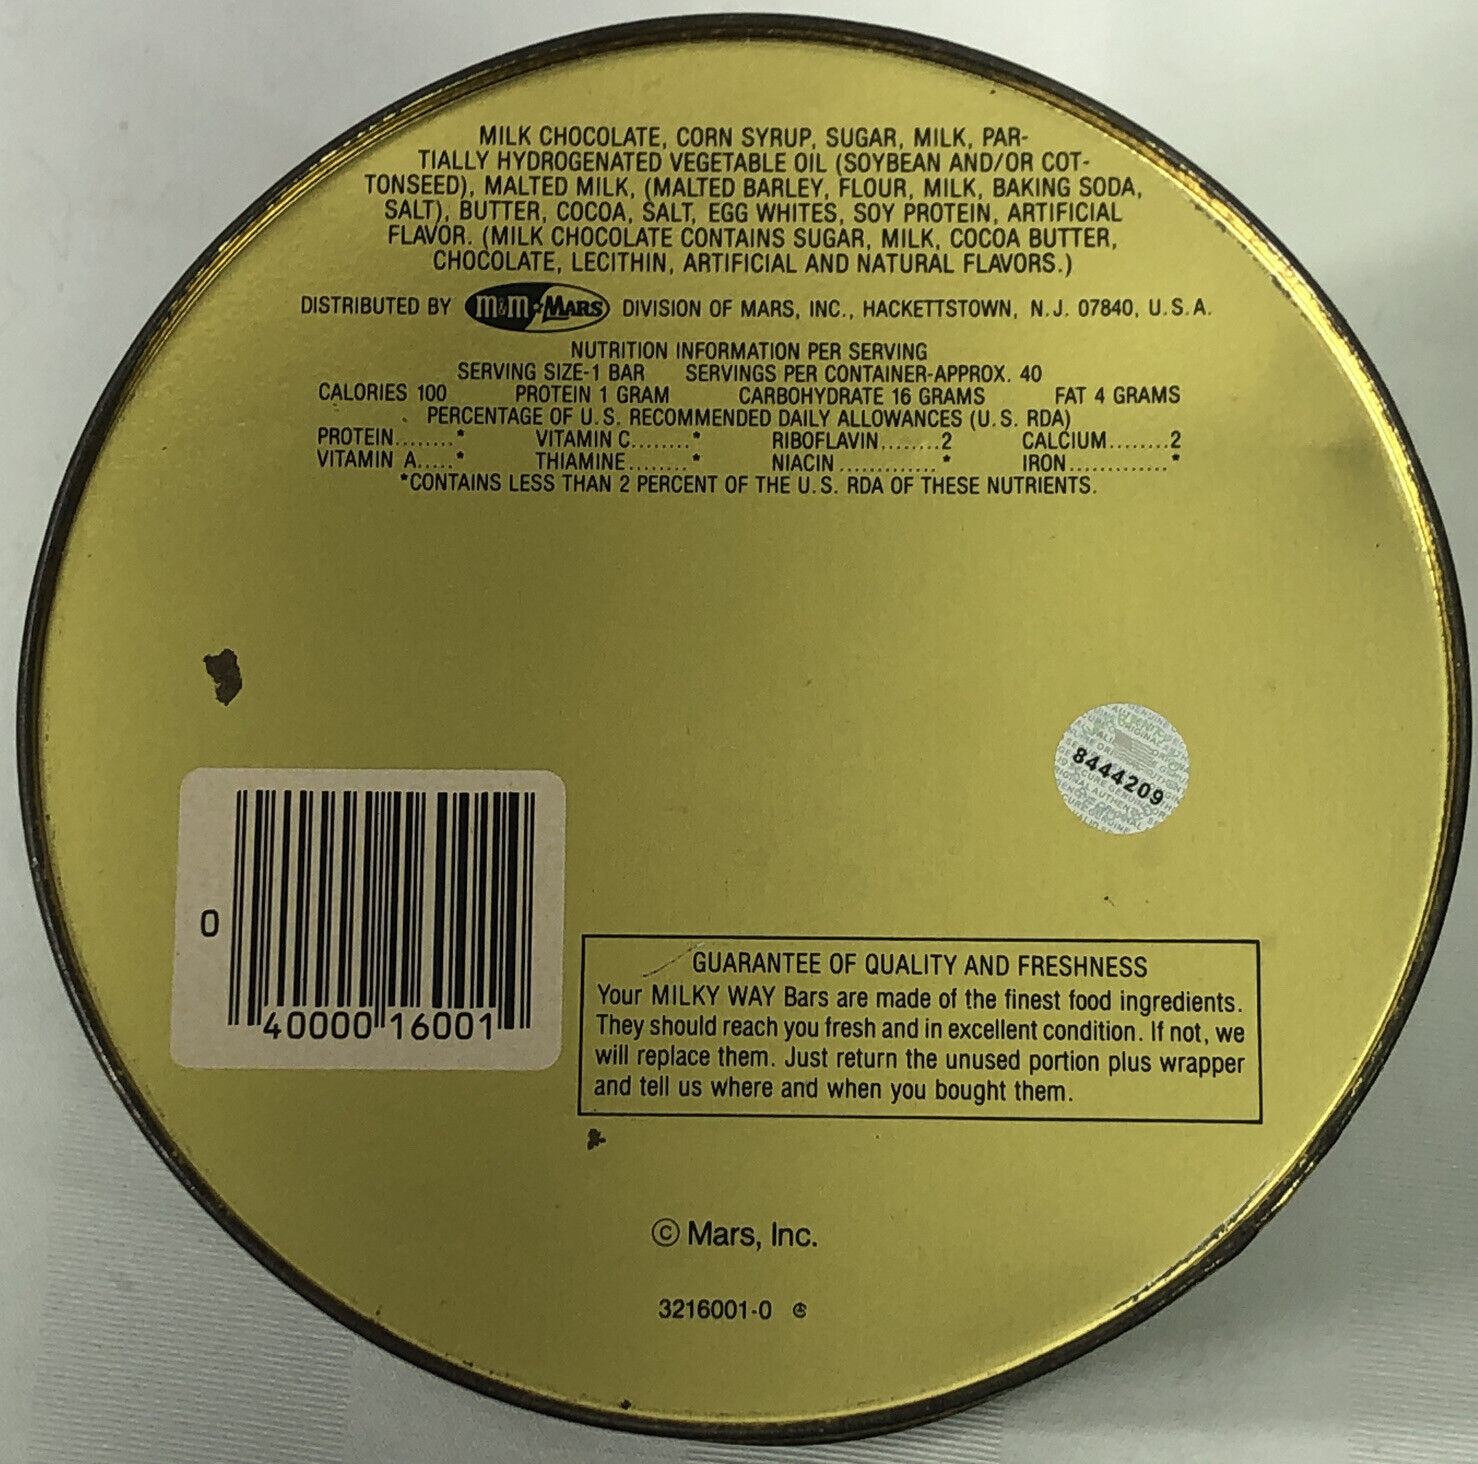 MILK CHOCOLATE, CORN SYRUP, SUGAR, MILK, PAR-
TIALLY HYDROGENATED VEGETABLE OIL (SOYBEAN AND/OR COT-
TONSEED), MALTED MILK, (MALTED BARLEY, FLOUR, MILK, BAKING SODA,
SALT), BUTTER, COCOA, SALT, EGG WHITES, SOY PROTEIN, ARTIFICIAL
FLAVOR. (MILK CHOCOLATE CONTAINS SUGAR, MILK, COCOA BUTTER,
CHOCOLATE, LECITHIN, ARTIFICIAL AND NATURAL FLAVORS.)
DISTRIBUTED BY m&m★MARS DIVISION OF MARS, INC., HACKETTSTOWN, N.J. 07840, U.S.A.
NUTRITION INFORMATION PER SERVING
SERVING SIZE-1 BAR SERVINGS PER CONTAINER-APPROX. 40
CALORIES 100 PROTEIN 1 GRAM CARBOHYDRATE 16 GRAMS FAT 4 GRAMS
PERCENTAGE OF U.S. RECOMMENDED DAILY ALLOWANCES (U.S. RDA)
PROTEIN........* VITAMIN C........* RIBOFLAVIN........2 CALCIUM........2
VITAMIN A.....* THIAMINE........* NIACIN.............* IRON.............*
*CONTAINS LESS THAN 2 PERCENT OF THE U.S. RDA OF THESE NUTRIENTS.
8444209
0 40000 16001
GUARANTEE OF QUALITY AND FRESHNESS
Your MILKY WAY Bars are made of the finest food ingredients.
They should reach you fresh and in excellent condition. If not, we
will replace them. Just return the unused portion plus wrapper
and tell us where and when you bought them.
© Mars, Inc.
3216001-0